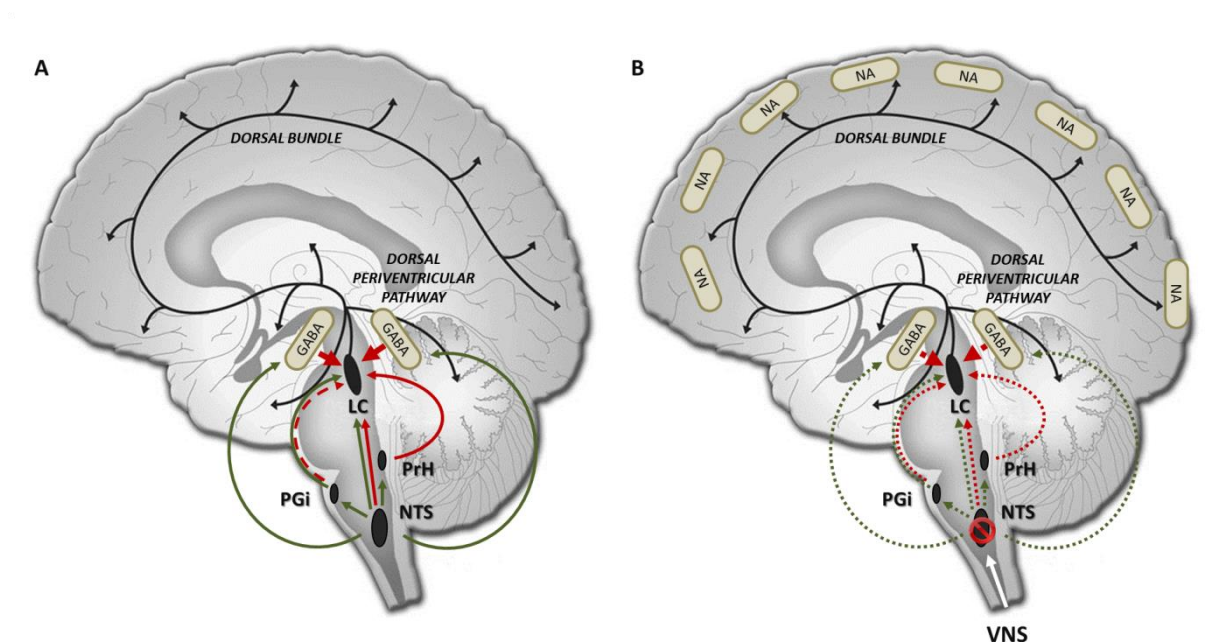 A
DORSAL BUNDLE
DORSAL
PERIVENTRICULAR
PATHWAY
GABA
GABA
LC
PrH
PGi
NTS
B
NA
NA
NA
NA
NA
NA
NA
NA
DORSAL BUNDLE
DORSAL
PERIVENTRICULAR
PATHWAY
GABA
GABA
LC
PrH
PGi
NTS
VNS